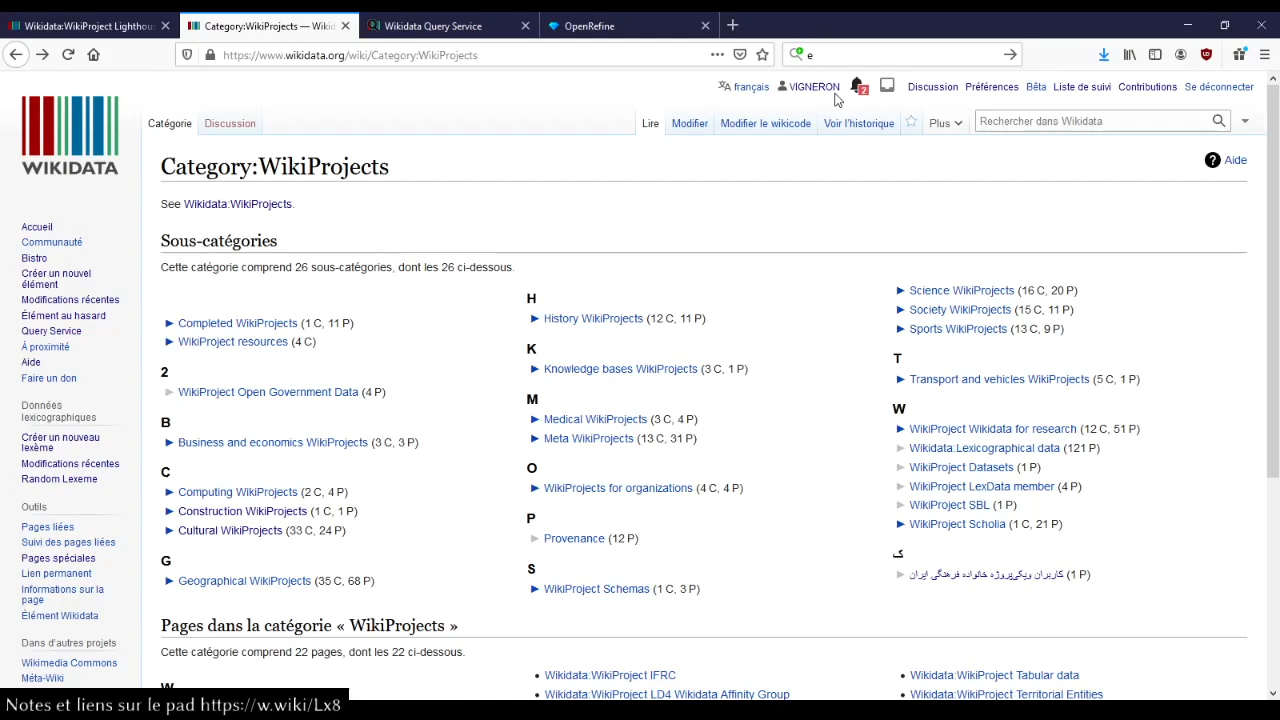 Wikidata:WikiProject Lighthou
Category:WikiProjects — Wikid
Wikidata Query Service
OpenRefine
https://www.wikidata.org/wiki/Category:WikiProjects
e
français VIGNERON 2 Discussion Préférences Bêta Liste de suivi Contributions Se déconnecter
WIKIDATA
Catégorie Discussion Lire Modifier Modifier le wikicode Voir l'historique Plus Rechercher dans Wikidata
Category:WikiProjects
Aide
See Wikidata:WikiProjects.
Sous-catégories
Cette catégorie comprend 26 sous-catégories, dont les 26 ci-dessous.
Completed WikiProjects (1 C, 11 P)
WikiProject resources (4 C)
2
WikiProject Open Government Data (4 P)
B
Business and economics WikiProjects (3 C, 3 P)
C
Computing WikiProjects (2 C, 4 P)
Construction WikiProjects (1 C, 1 P)
Cultural WikiProjects (33 C, 24 P)
G
Geographical WikiProjects (35 C, 68 P)
H
History WikiProjects (12 C, 11 P)
K
Knowledge bases WikiProjects (3 C, 1 P)
M
Medical WikiProjects (3 C, 4 P)
Meta WikiProjects (13 C, 31 P)
O
WikiProjects for organizations (4 C, 4 P)
P
Provenance (12 P)
S
WikiProject Schemas (1 C, 3 P)
Science WikiProjects (16 C, 20 P)
Society WikiProjects (15 C, 11 P)
Sports WikiProjects (13 C, 9 P)
T
Transport and vehicles WikiProjects (5 C, 1 P)
W
WikiProject Wikidata for research (12 C, 51 P)
Wikidata:Lexicographical data (121 P)
WikiProject Datasets (1 P)
WikiProject LexData member (4 P)
WikiProject SBL (1 P)
WikiProject Scholia (1 C, 21 P)
ک
کاربران ویکی‌پروژه خانواده فرهنگی ایران (1 P)
Pages dans la catégorie « WikiProjects »
Cette catégorie comprend 22 pages, dont les 22 ci-dessous.
W
Wikidata:WikiProject IFRC
Wikidata:WikiProject LD4 Wikidata Affinity Group
Wikidata:WikiProject Tabular data
Wikidata:WikiProject Territorial Entities
Accueil
Communauté
Bistro
Créer un nouvel
élément
Modifications récentes
Élément au hasard
Query Service
À proximité
Aide
Faire un don
Données
lexicographiques
Créer un nouveau
lexème
Modifications récentes
Random Lexeme
Outils
Pages liées
Suivi des pages liées
Pages spéciales
Lien permanent
Informations sur la
page
Élément Wikidata
Dans d'autres projets
Wikimedia Commons
Méta-Wiki
Notes et liens sur le pad https://w.wiki/Lx8